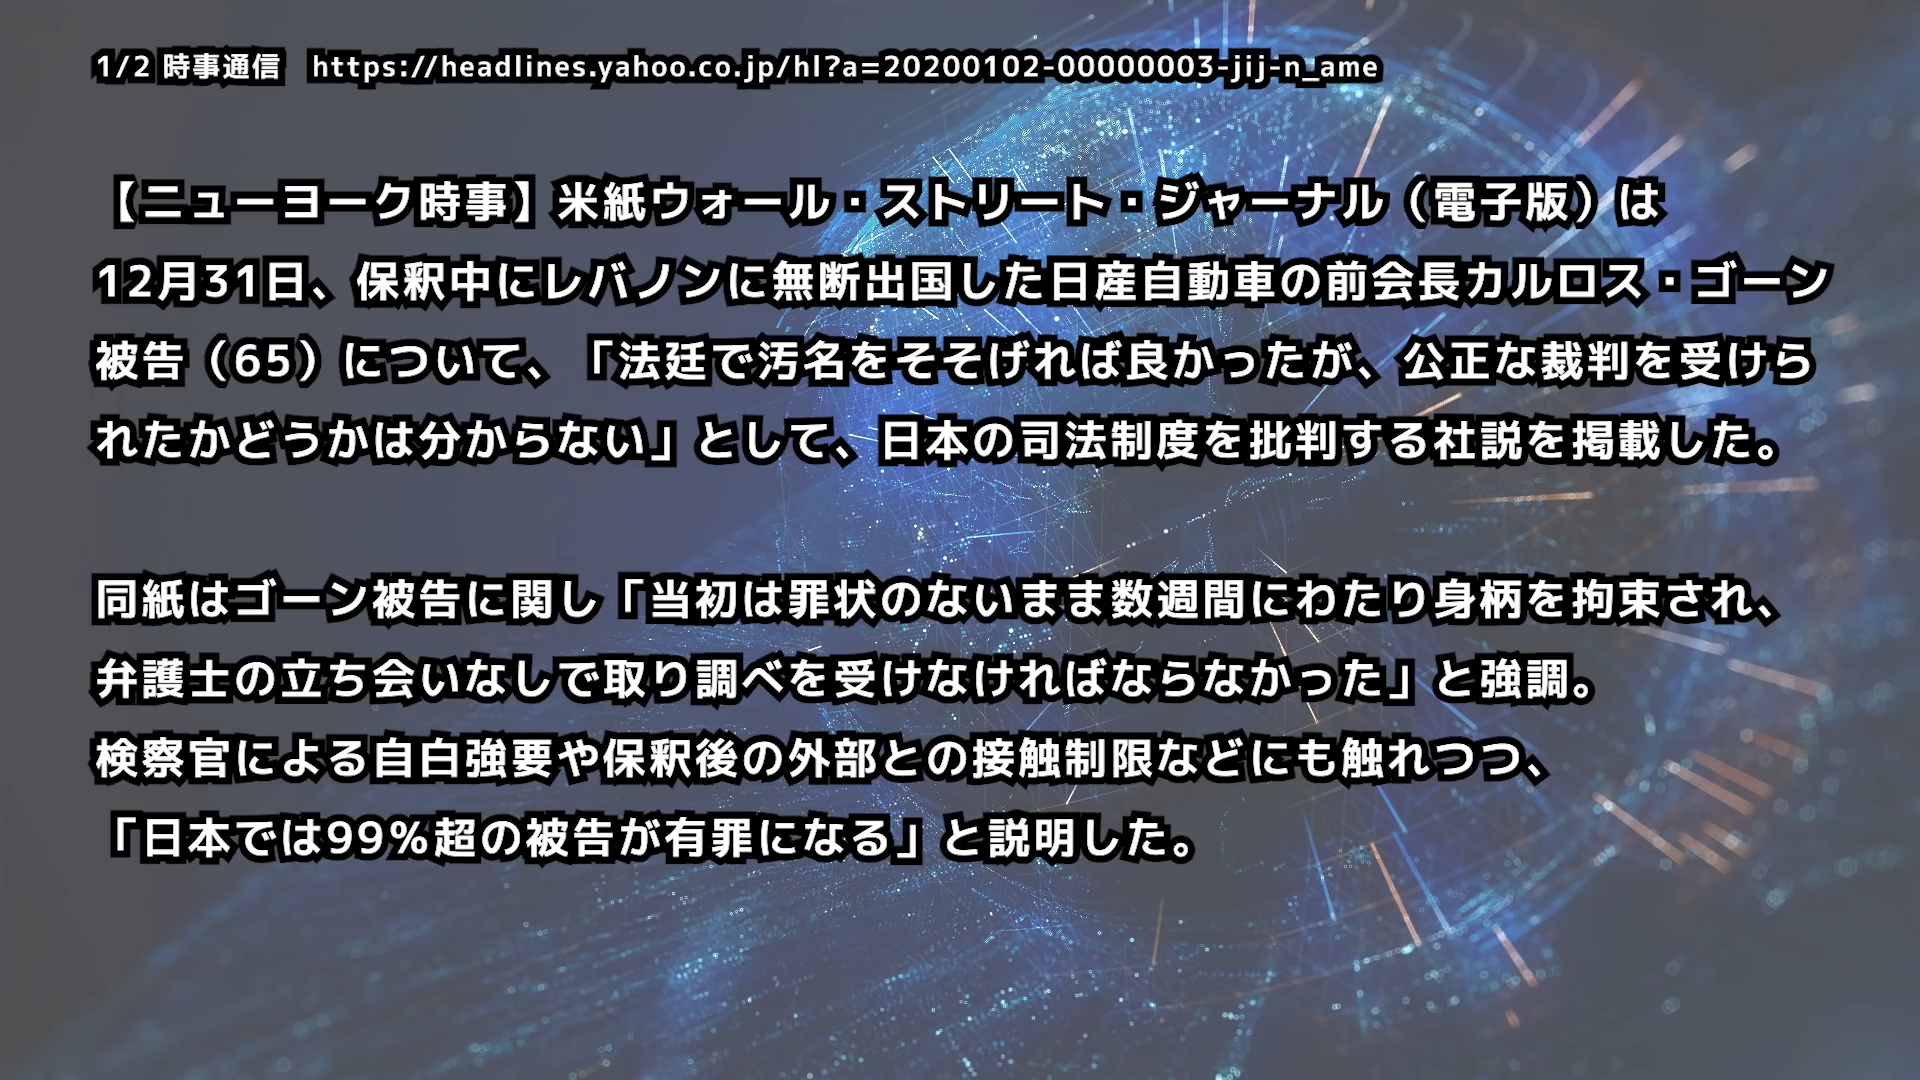 1/2 時事通信 https://headlines.yahoo.co.jp/hl?a=20200102-00000003-jij-n_ame
【ニューヨーク時事】米紙ウォール・ストリート・ジャーナル（電子版）は
12月31日、保釈中にレバノンに無断出国した日産自動車の前会長カルロス・ゴーン
被告（65）について、「法廷で汚名をそそげれば良かったが、公正な裁判を受けら
れたかどうかは分からない」として、日本の司法制度を批判する社説を掲載した。
同紙はゴーン被告に関し「当初は罪状のないまま数週間にわたり身柄を拘束され、
弁護士の立ち会いなしで取り調べを受けなければならなかった」と強調。
検察官による自白強要や保釈後の外部との接触制限などにも触れつつ、
「日本では99％超の被告が有罪になる」と説明した。